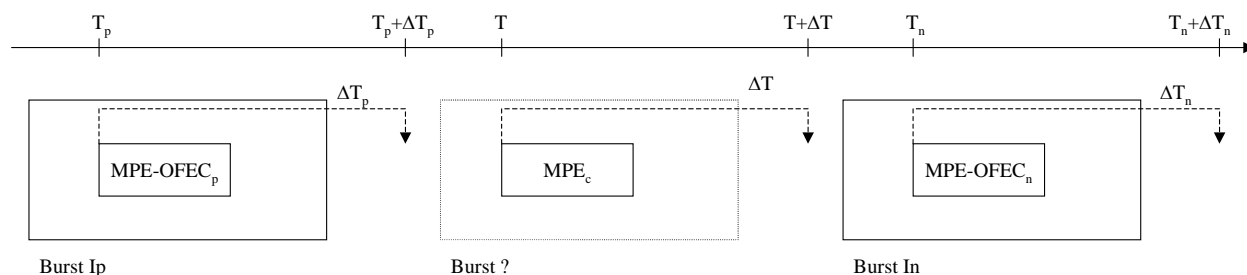 Tp Tp+ΔTp T T+ΔT Tn Tn+ΔTn
ΔTp ΔT ΔTn
MPE-OFECp MPEc MPE-OFECn
Burst Ip Burst ? Burst In